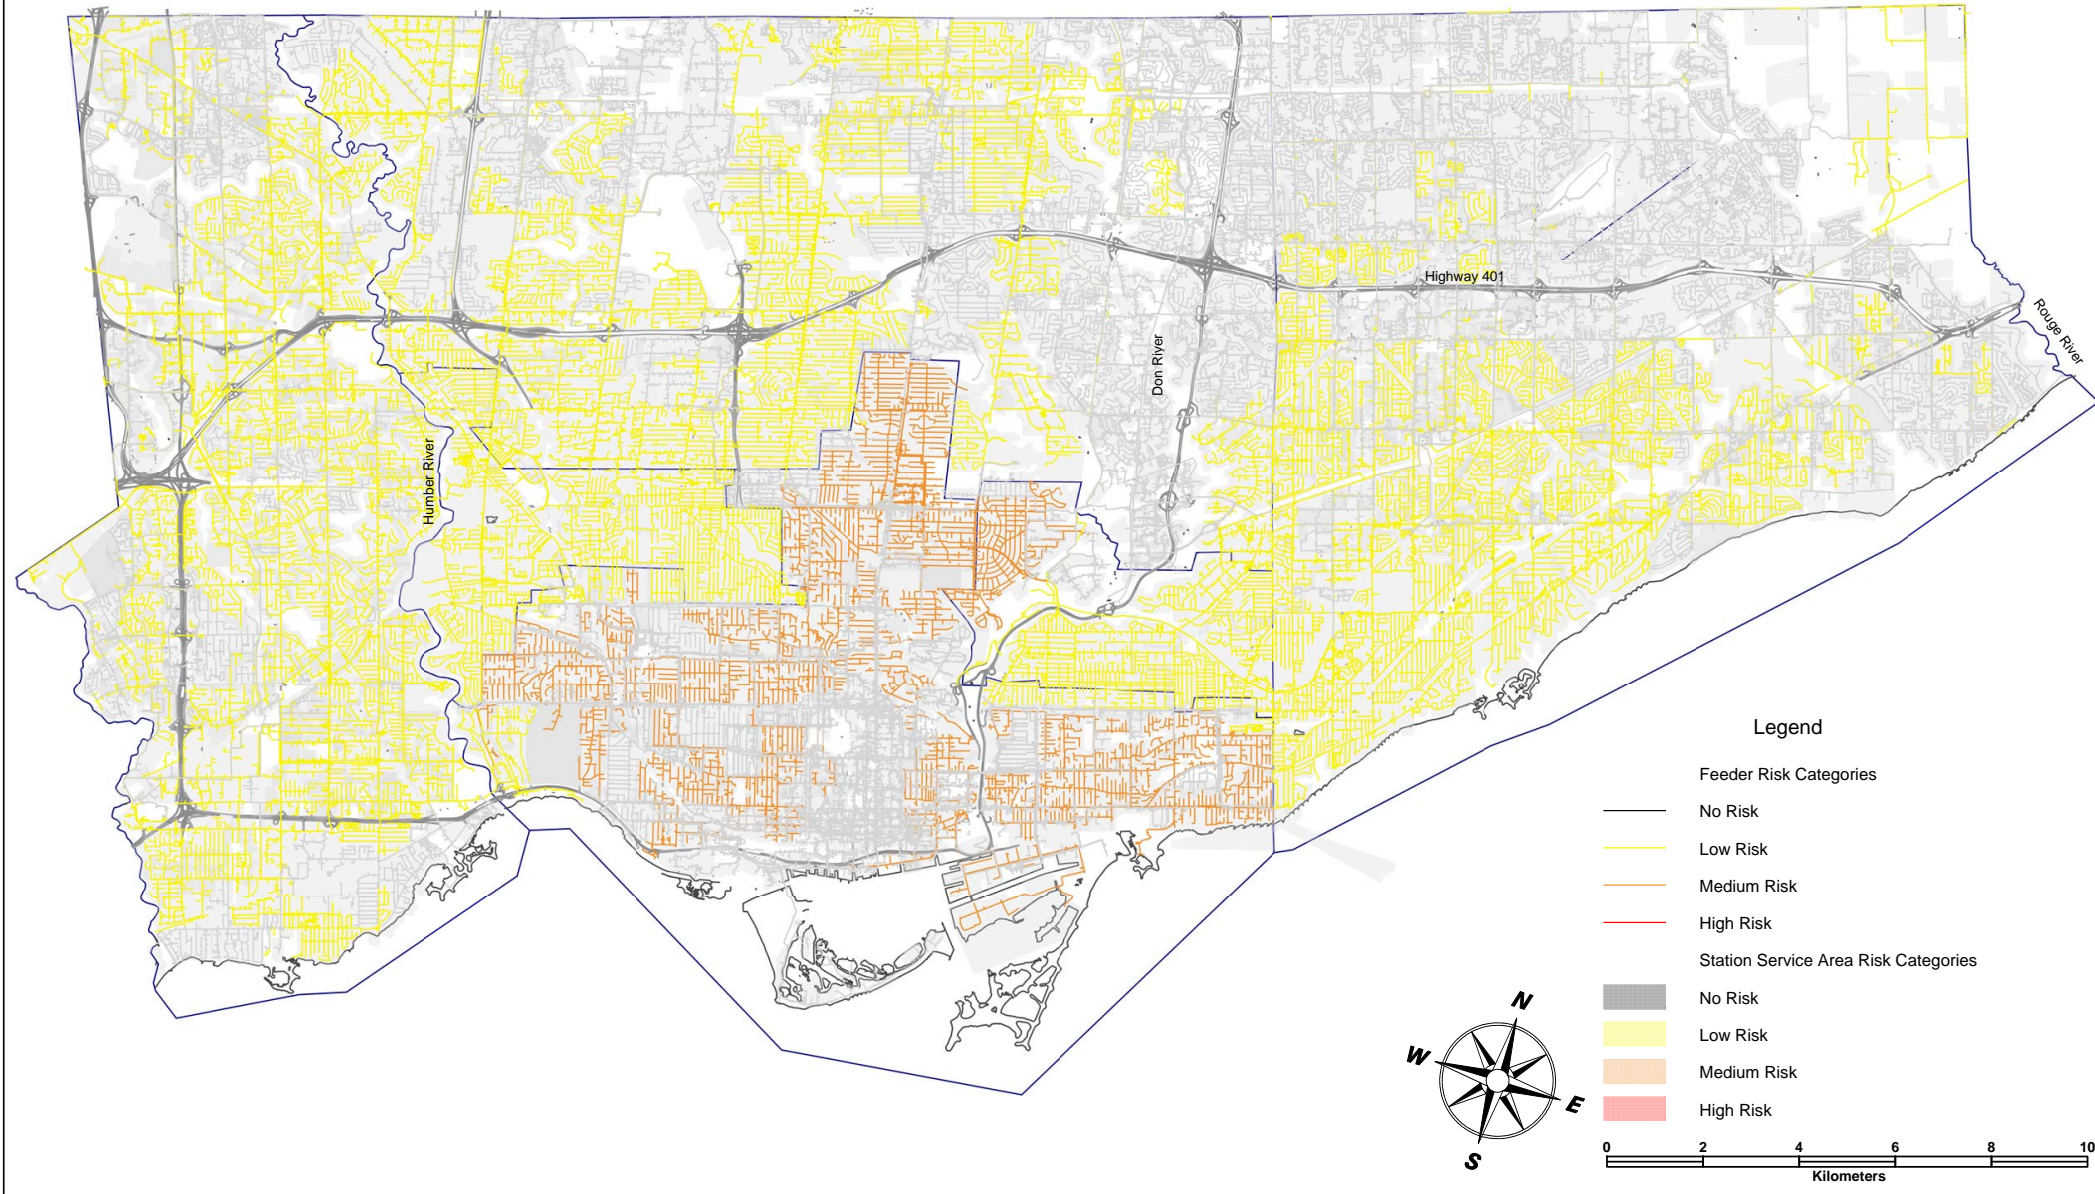 Highway 401
Rouge River
Don River
Humber River
Legend
Feeder Risk Categories
No Risk
Low Risk
Medium Risk
High Risk
Station Service Area Risk Categories
No Risk
Low Risk
Medium Risk
High Risk
N
W
E
S
0 2 4 6 8 10
Kilometers